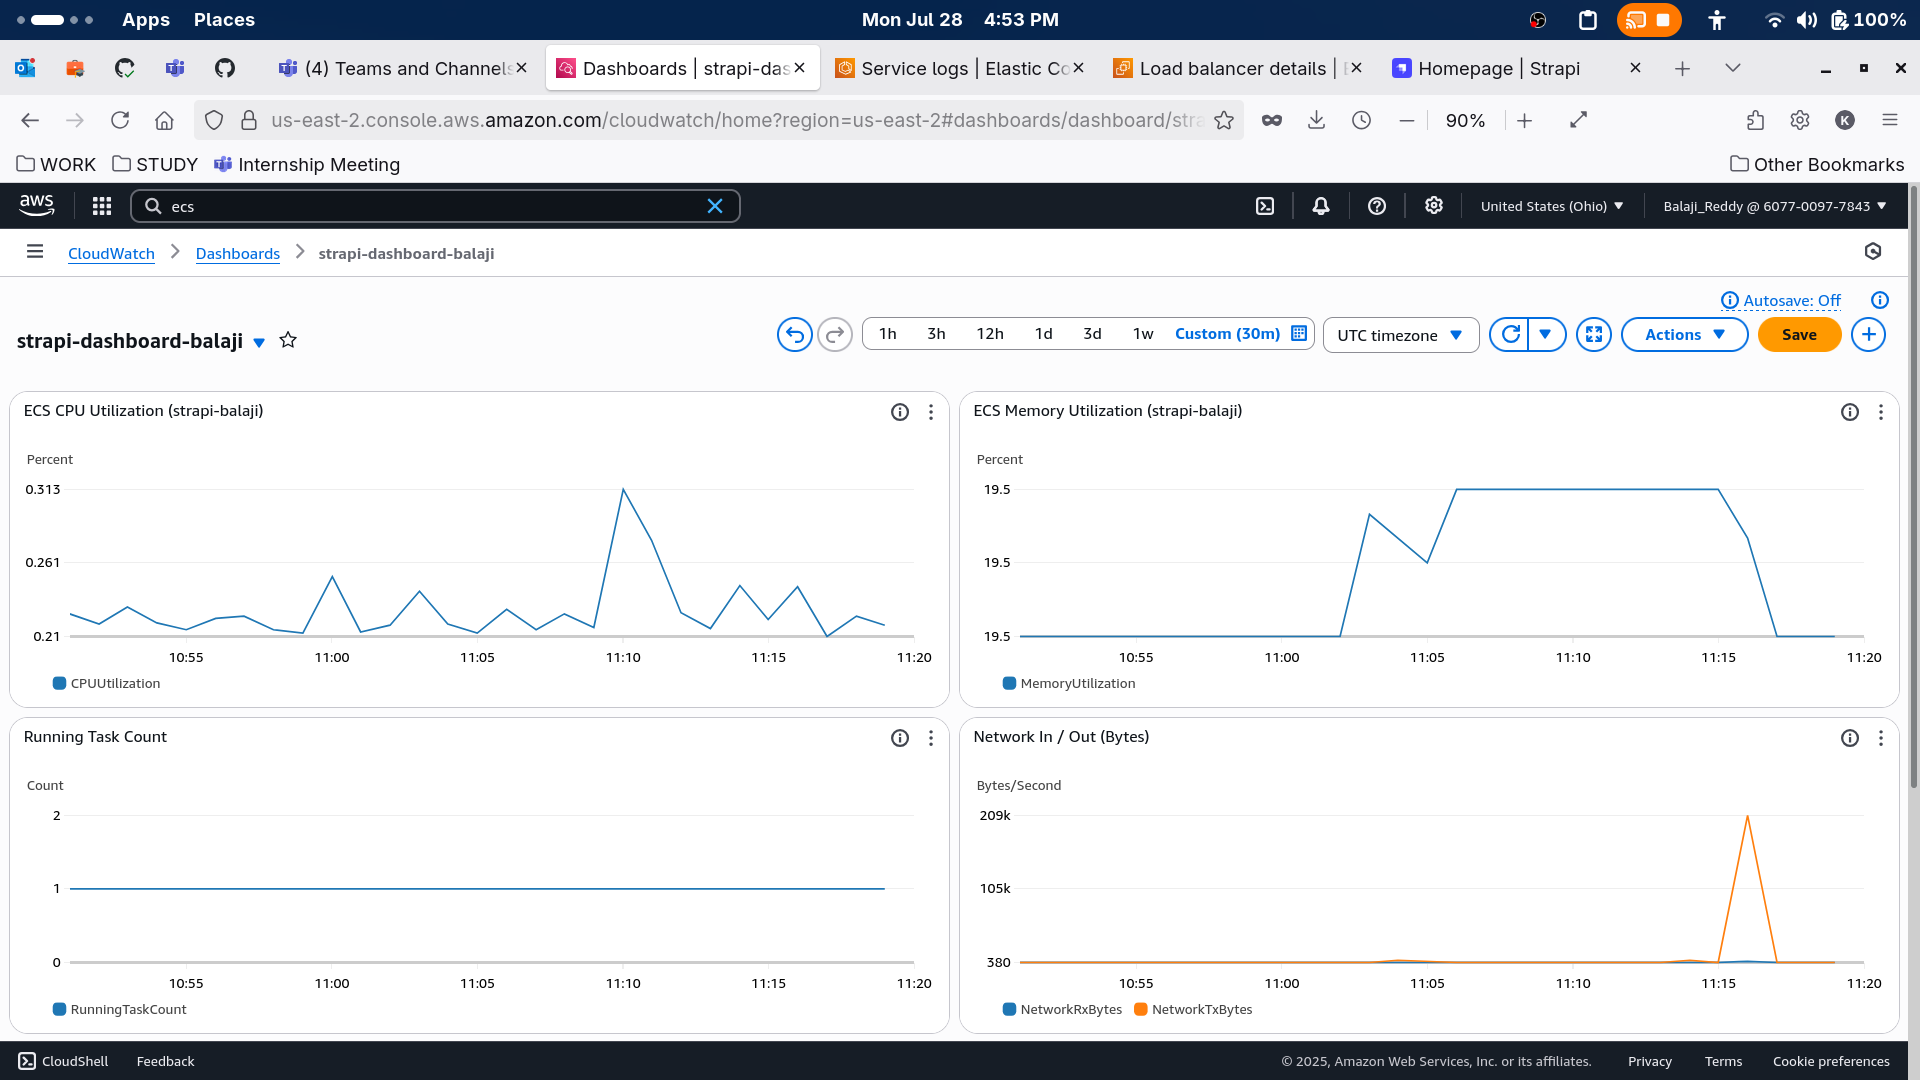 Apps Places Mon Jul 28 4:53 PM 100%
(4) Teams and Channels Dashboards | strapi-das Service logs | Elastic Co Load balancer details | E Homepage | Strapi
us-east-2.console.aws.amazon.com/cloudwatch/home?region=us-east-2#dashboards/dashboard/stra 90% K
WORK STUDY Internship Meeting Other Bookmarks
aws ecs United States (Ohio) Balaji_Reddy @ 6077-0097-7843
CloudWatch Dashboards strapi-dashboard-balaji
Autosave: Off
strapi-dashboard-balaji 1h 3h 12h 1d 3d 1w Custom (30m) UTC timezone Actions Save
ECS CPU Utilization (strapi-balaji)
Percent
0.313
0.261
0.21
10:55 11:00 11:05 11:10 11:15 11:20
CPUUtilization
ECS Memory Utilization (strapi-balaji)
Percent
19.5
19.5
19.5
10:55 11:00 11:05 11:10 11:15 11:20
MemoryUtilization
Running Task Count
Count
2
1
0
10:55 11:00 11:05 11:10 11:15 11:20
RunningTaskCount
Network In / Out (Bytes)
Bytes/Second
209k
105k
380
10:55 11:00 11:05 11:10 11:15 11:20
NetworkRxBytes NetworkTxBytes
CloudShell Feedback © 2025, Amazon Web Services, Inc. or its affiliates. Privacy Terms Cookie preferences